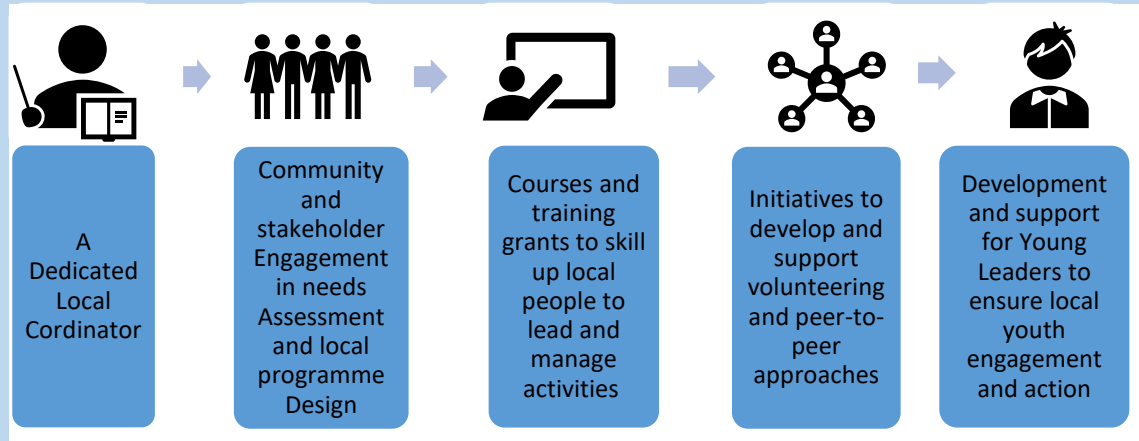 A
Dedicated
Local
Cordinator
Community
and
stakeholder
Engagement
in needs
Assessment
and local
programme
Design
Courses and
training
grants to skill
up local
people to
lead and
manage
activities
Initiatives to
develop and
support
volunteering
and peer-to-
peer
approaches
Development
and support
for Young
Leaders to
ensure local
youth
engagement
and action